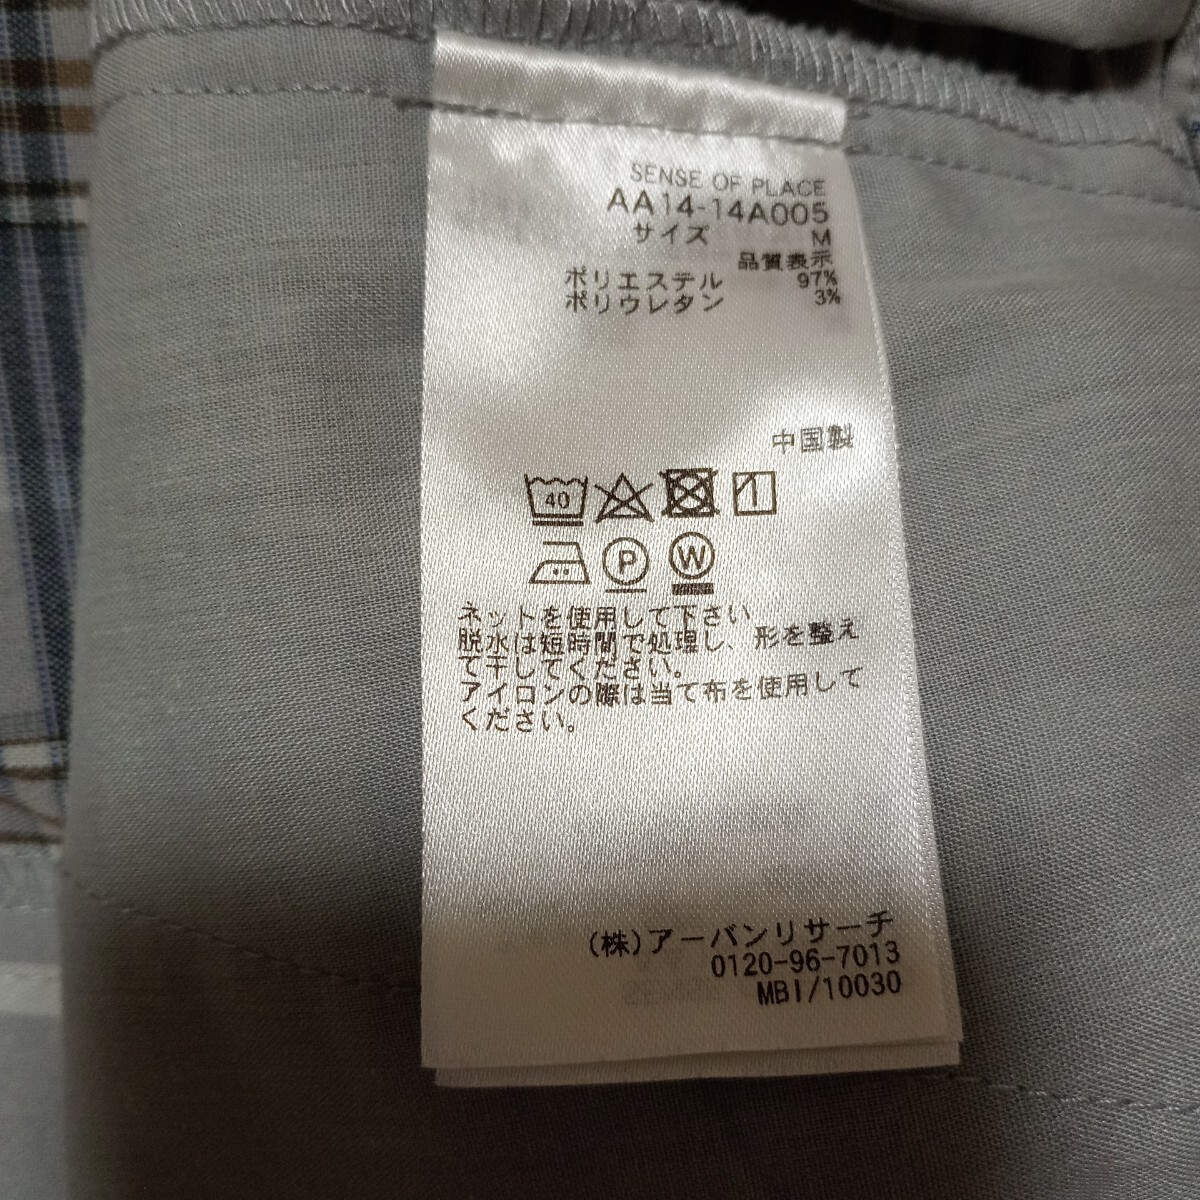 SENSE OF PLACE
AA14-14A005
サイズ M
品質表示
ポリエステル 97%
ポリウレタン 3%
中国製
40
P W
ネットを使用して下さい
脱水は短時間で処理し、形を整え
て干してください。
アイロンの際は当て布を使用して
ください。
(株)アーバンリサーチ
0120-96-7013
MBI/10030